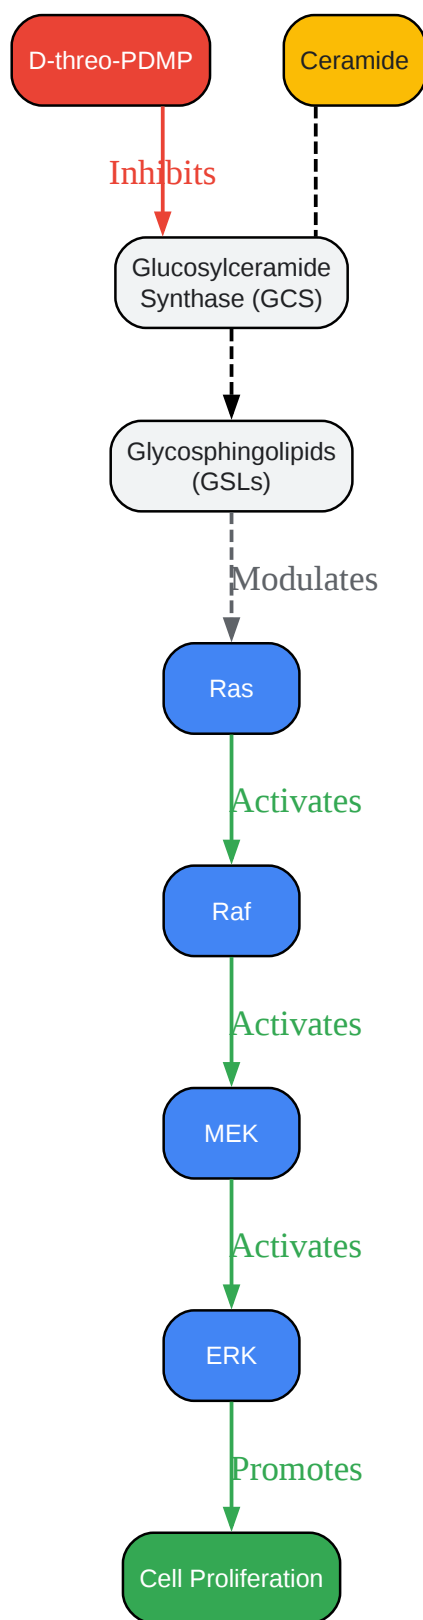 D-threo-PDMP
Ceramide
Inhibits
Glucosylceramide
Synthase (GCS)
Glycosphingolipids
(GSLs)
Modulates
Ras
Activates
Raf
Activates
MEK
Activates
ERK
Promotes
Cell Proliferation